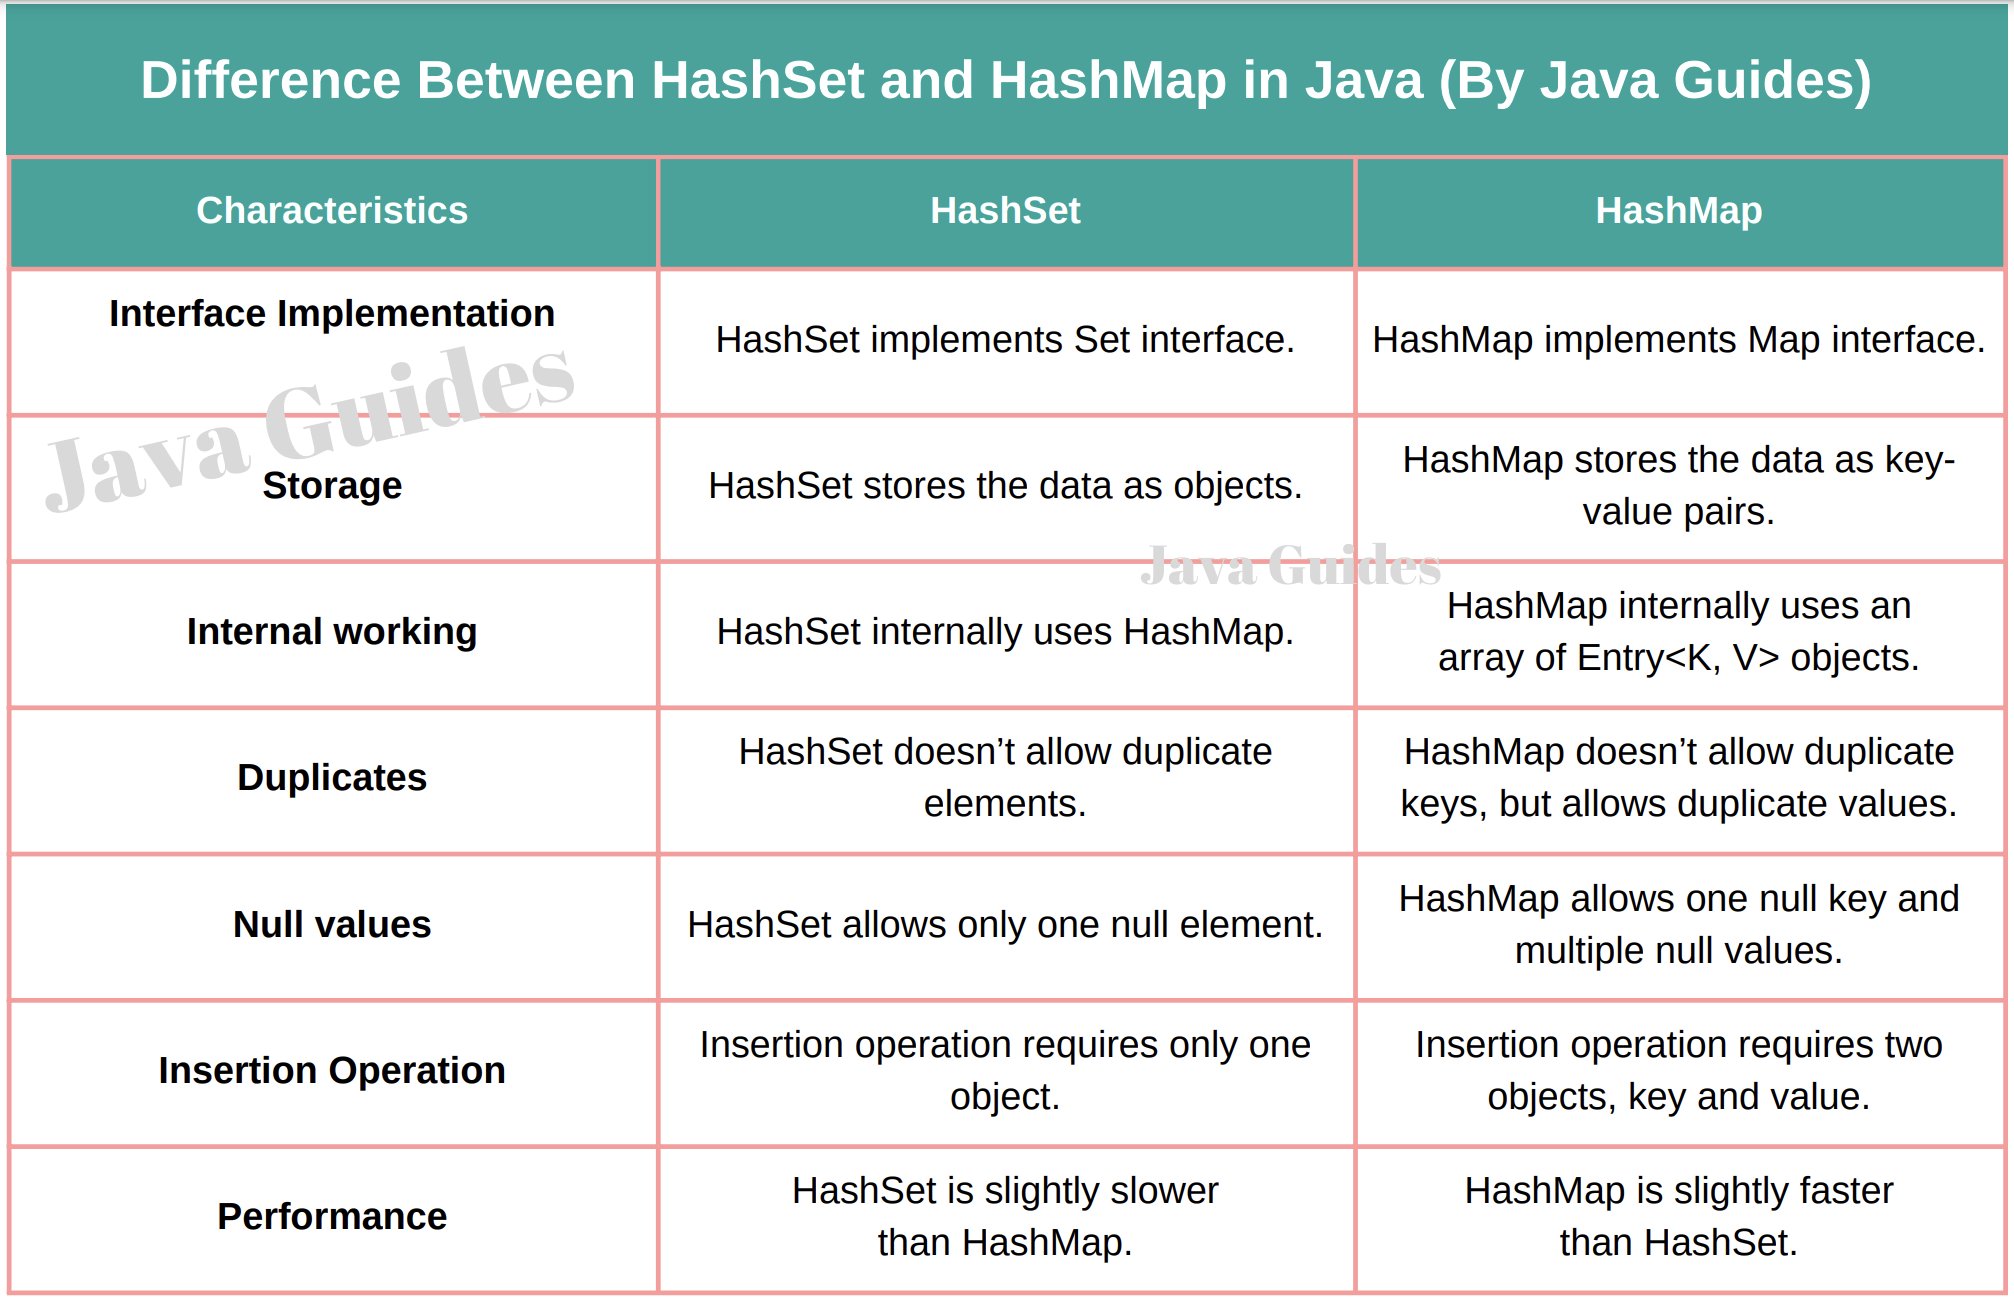 Difference Between HashSet and HashMap in Java (By Java Guides)
Characteristics HashSet HashMap
Interface Implementation
HashSet implements Set interface. HashMap implements Map interface.
Java Guides
Storage
HashSet stores the data as objects.
HashMap stores the data as key-
value pairs.
Java Guides
Internal working
HashSet internally uses HashMap.
HashMap internally uses an
array of Entry<K, V> objects.
Duplicates
HashSet doesn’t allow duplicate
elements.
HashMap doesn’t allow duplicate
keys, but allows duplicate values.
Null values
HashSet allows only one null element.
HashMap allows one null key and
multiple null values.
Insertion Operation
Insertion operation requires only one
object.
Insertion operation requires two
objects, key and value.
Performance
HashSet is slightly slower
than HashMap.
HashMap is slightly faster
than HashSet.